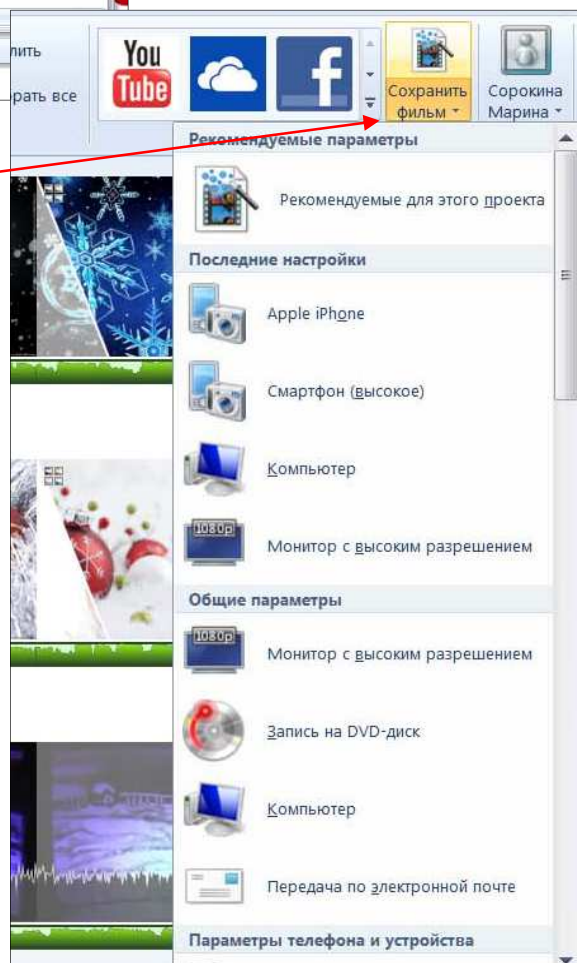 лить
рать все
You
Tube
f
Сохранить
фильм
Сорокина
Марина
Рекомендуемые параметры
Рекомендуемые для этого проекта
Последние настройки
Apple iPhone
Смартфон (высокое)
Компьютер
1080p
Монитор с высоким разрешением
Общие параметры
1080p
Монитор с высоким разрешением
Запись на DVD-диск
Компьютер
Передача по электронной почте
Параметры телефона и устройства